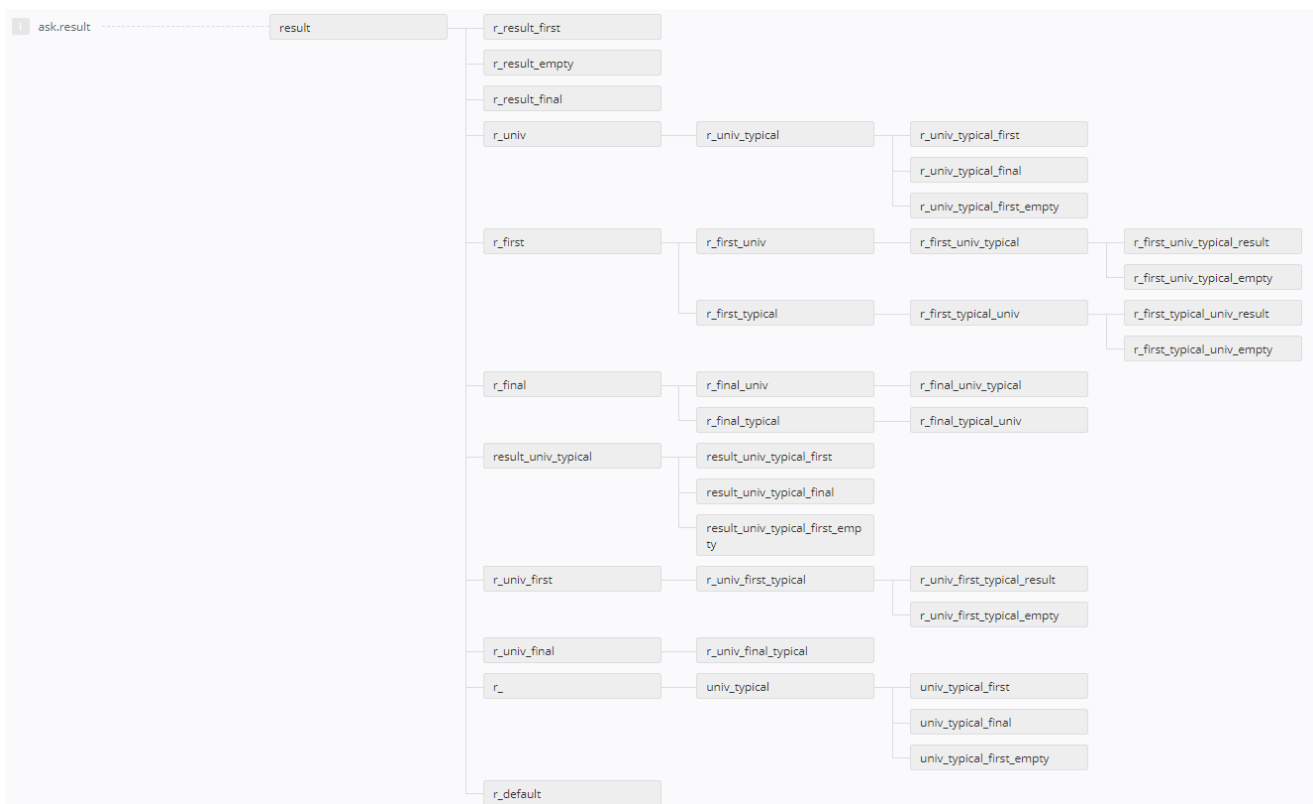 1 ask.result result r_result_first
r_result_empty
r_result_final
r_univ r_univ_typical r_univ_typical_first
r_univ_typical_final
r_univ_typical_first_empty
r_first r_first_univ r_first_univ_typical r_first_univ_typical_result
r_first_univ_typical_empty
r_first_typical r_first_typical_univ r_first_typical_univ_result
r_first_typical_univ_empty
r_final r_final_univ r_final_univ_typical
r_final_typical r_final_typical_univ
result_univ_typical result_univ_typical_first
result_univ_typical_final
result_univ_typical_first_emp
ty
r_univ_first r_univ_first_typical r_univ_first_typical_result
r_univ_first_typical_empty
r_univ_final r_univ_final_typical
r_ univ_typical univ_typical_first
univ_typical_final
univ_typical_first_empty
r_default